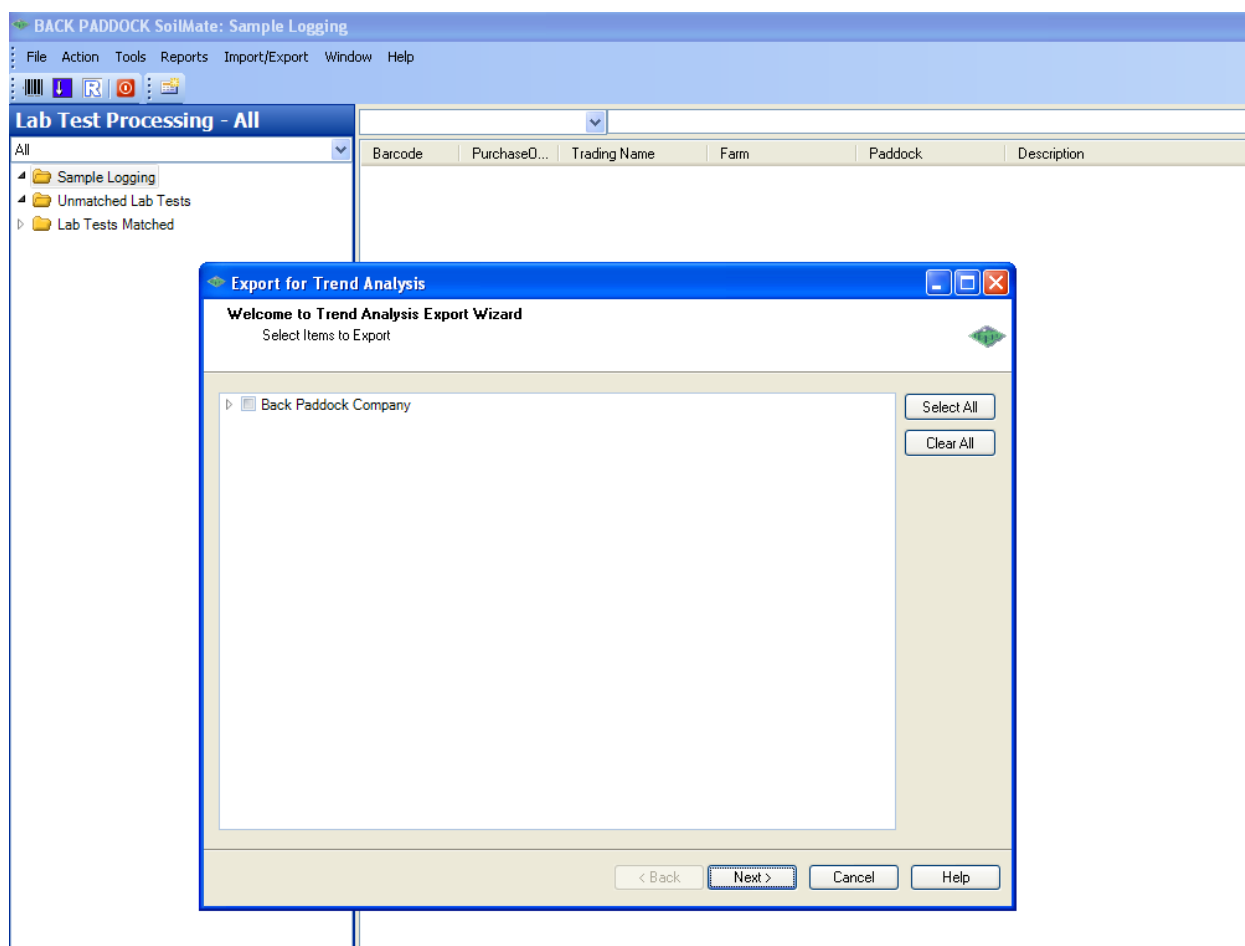 BACK PADDOCK SoilMate: Sample Logging
File Action Tools Reports Import/Export Window Help
R
Lab Test Processing - All
All
Barcode PurchaseO... Trading Name Farm Paddock Description
Sample Logging
Unmatched Lab Tests
Lab Tests Matched
Export for Trend Analysis
Welcome to Trend Analysis Export Wizard
Select Items to Export
Back Paddock Company
Select All
Clear All
< Back Next > Cancel Help